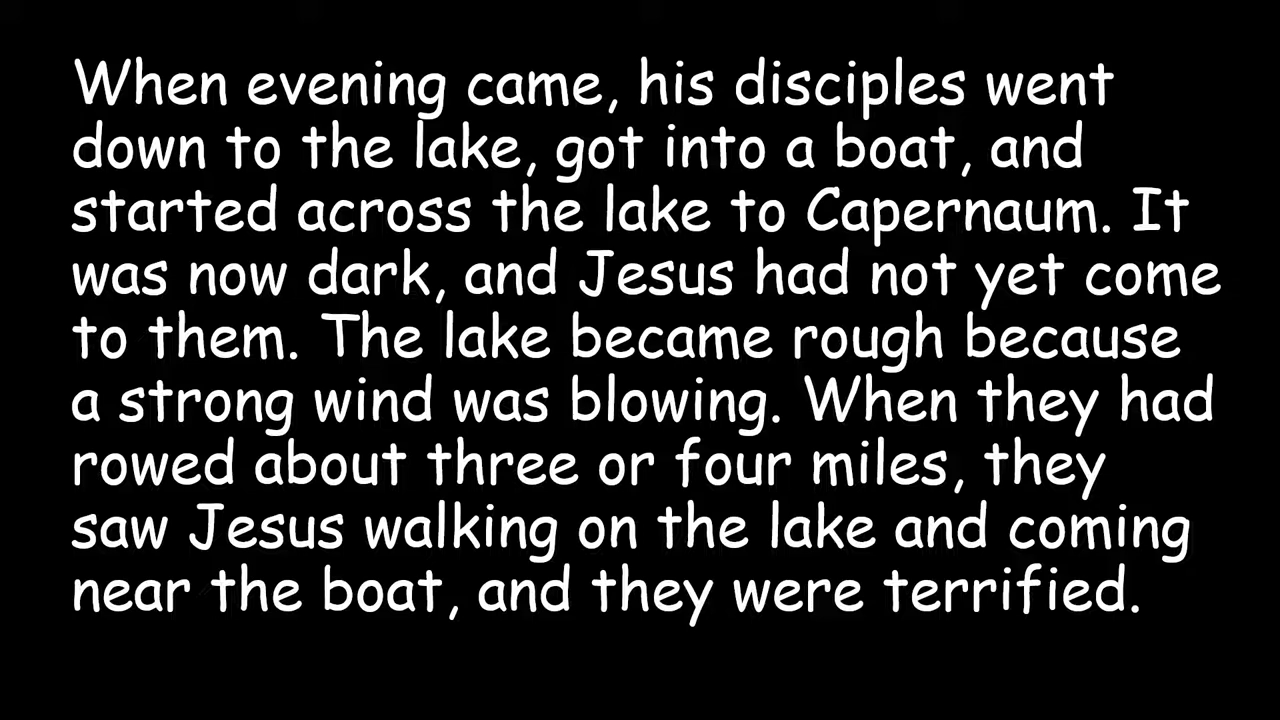 When evening came, his disciples went
down to the lake, got into a boat, and
started across the lake to Capernaum. It
was now dark, and Jesus had not yet come
to them. The lake became rough because
a strong wind was blowing. When they had
rowed about three or four miles, they
saw Jesus walking on the lake and coming
near the boat, and they were terrified.